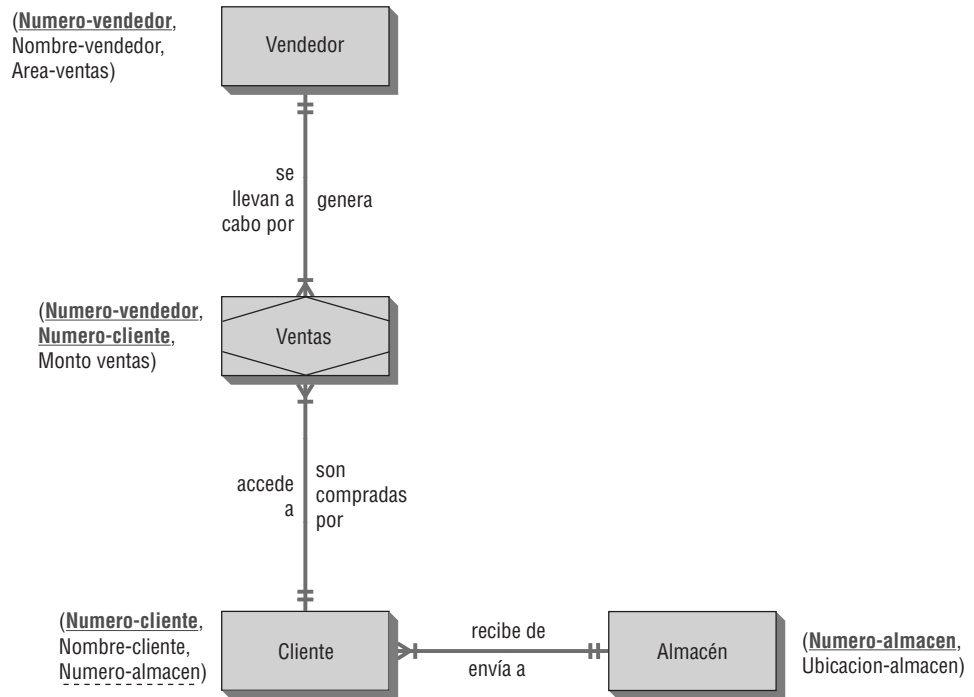 (Numero-vendedor,
Nombre-vendedor,
Area-ventas)
Vendedor
se
llevan a
cabo por
genera
(Numero-vendedor,
Numero-cliente,
Monto ventas)
Ventas
accede
a
son
compradas
por
(Numero-cliente,
Nombre-cliente,
Numero-almacen)
Cliente
recibe de
envía a
Almacén
(Numero-almacen,
Ubicacion-almacen)